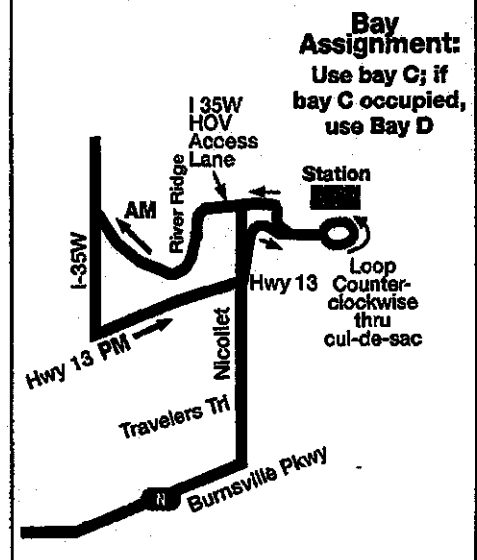 Bay
Assignment:
Use bay C; if
bay C occupied,
use Bay D
I 35W
HOV
Access
Lane
River Ridge
Station
AM
I-35W
Hwy 13
Loop
Counter-
clockwise
thru
cul-de-sac
Hwy 13 PM
Nicollet
Travelers Trl
Burnsville Pkwy
N